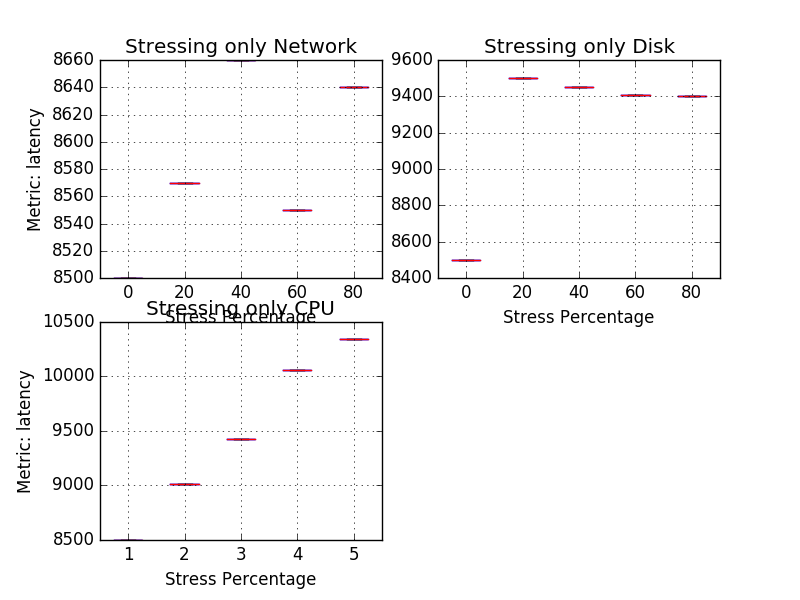 Stressing only Network
Metric: latency
8660
8640
8620
8600
8580
8560
8540
8520
8500
0 20 40 60 80
Stress Percentage
Stressing only Disk
9600
9400
9200
9000
8800
8600
8400
0 20 40 60 80
Stress Percentage
Stressing only CPU
Metric: latency
10500
10000
9500
9000
8500
1 2 3 4 5
Stress Percentage